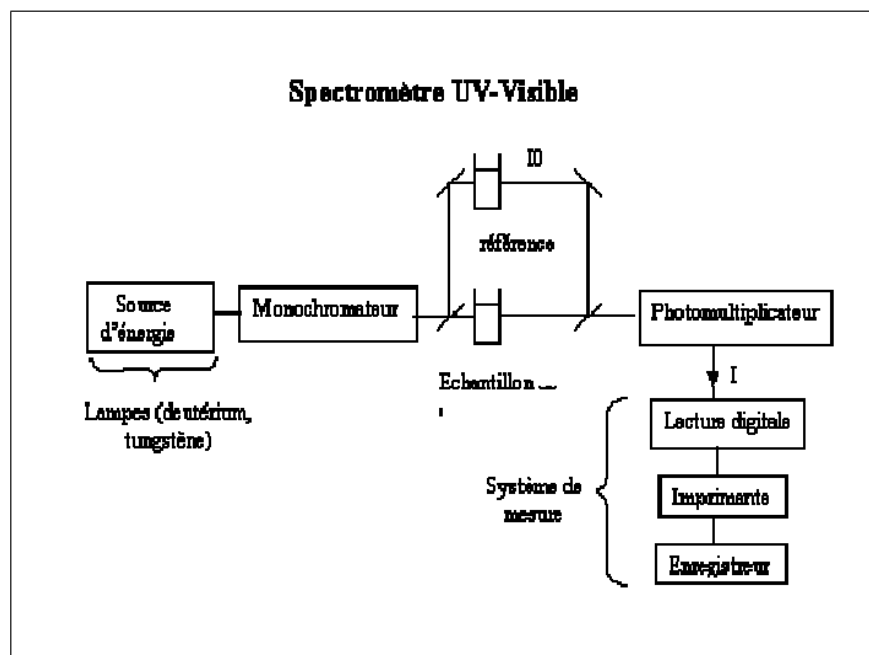 Spectromètre UV-Visible
I0
référence
Source
d'énergie
Monochromateur
Photomultiplicateur
Echantillon
I
Lampes (deutérium,
tungstène)
Lecture digitale
Système de
mesure
Imprimante
Enregistreur